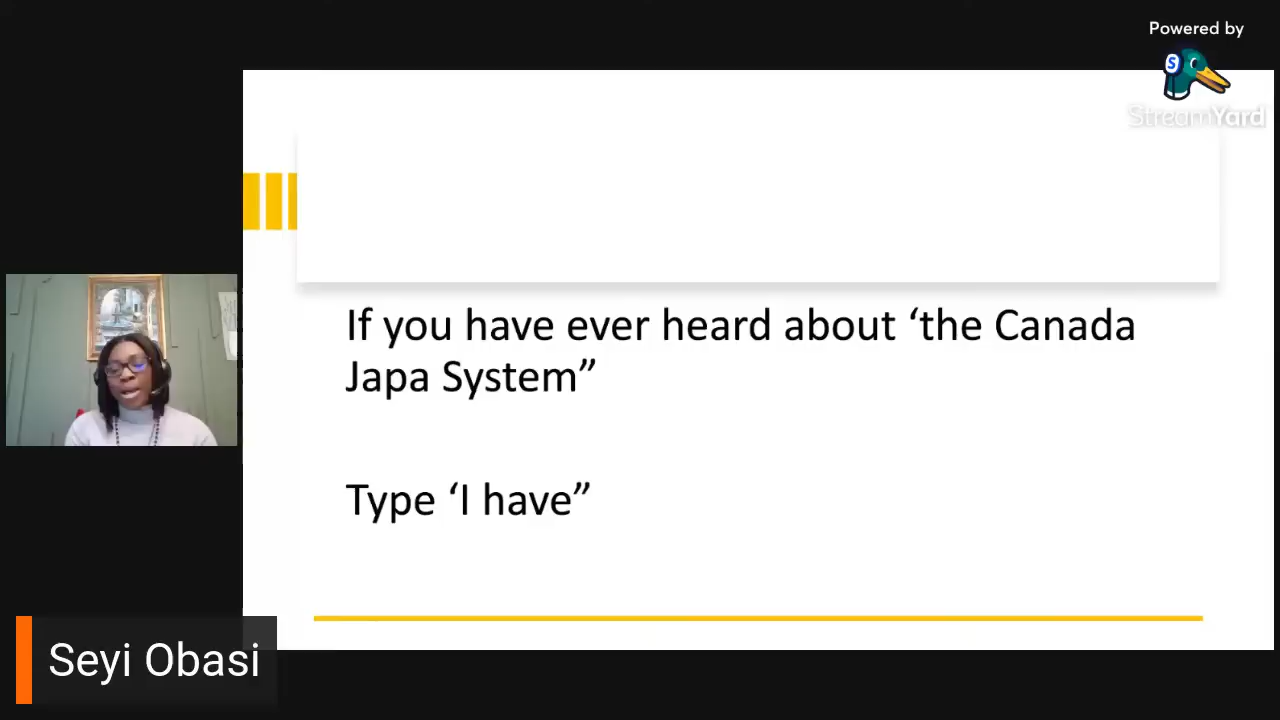 Powered by
StreamYard
If you have ever heard about ‘the Canada
Japa System”
Type ‘I have”
Seyi Obasi